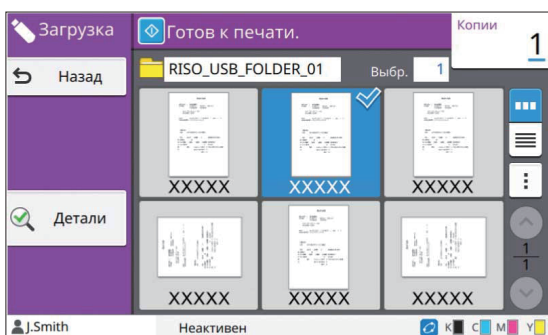 Загрузка
Готов к печати.
Копии
1
Назад
RISO_USB_FOLDER_01
Выбр. 1
XXXXX XXXXX XXXXX
Детали
1
1
XXXXX XXXXX XXXXX
J.Smith
Неактивен
K C M Y